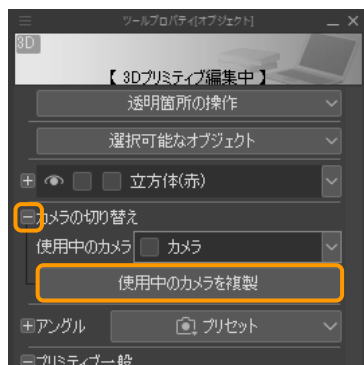 ツールプロパティ[オブジェクト]
3D
【 3Dプリミティブ編集中 】
透明箇所の操作
選択可能なオブジェクト
立方体(赤)
カメラの切り替え
使用中のカメラ カメラ
使用中のカメラを複製
アングル プリセット
プリミティブ一般